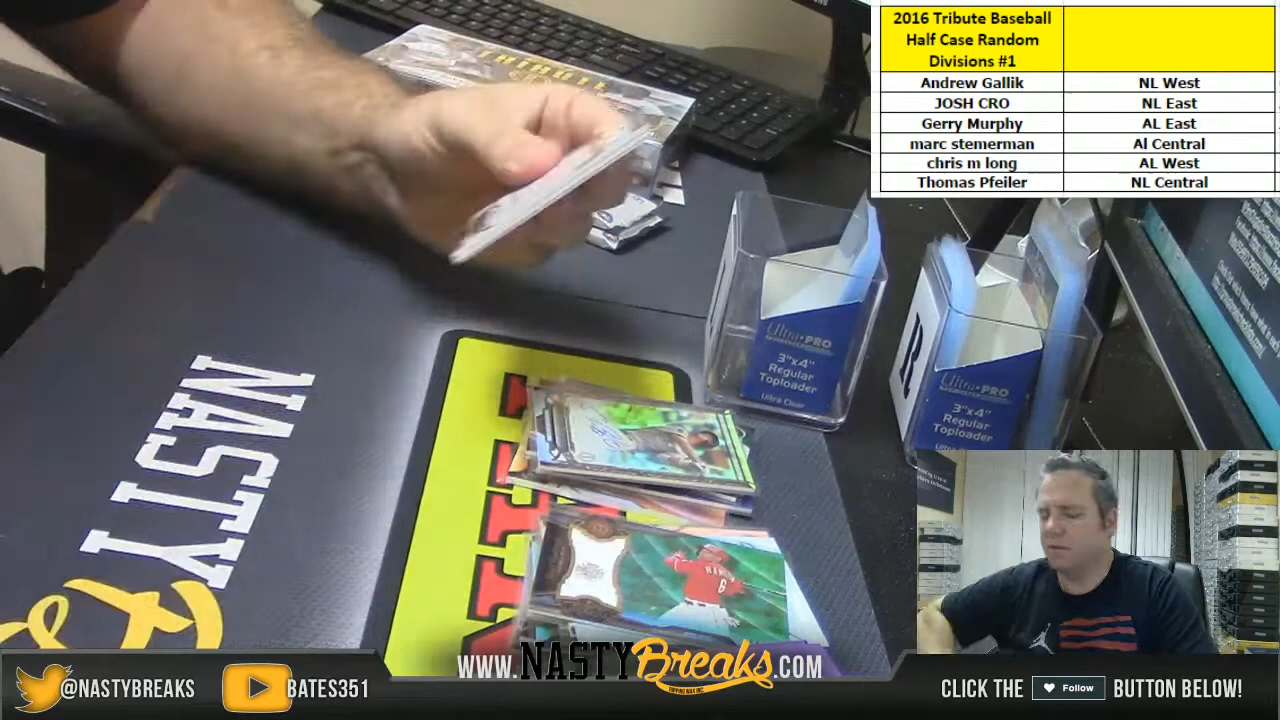 2016 Tribute Baseball
Half Case Random
Divisions #1
Andrew Gallik NL West
JOSH CRO NL East
Gerry Murphy AL East
marc stemerman Al Central
chris m long AL West
Thomas Pfeiler NL Central
TRIBUTE
NASTY
R
Ultra•PRO
3"x4"
Regular
Toploader
Ultra Clear
Ultra•PRO
3"x4"
Regular
Toploader
6
@NASTYBREAKS
BATES351
WWW.NASTYBreaks.COM
CLICK THE Follow BUTTON BELOW!